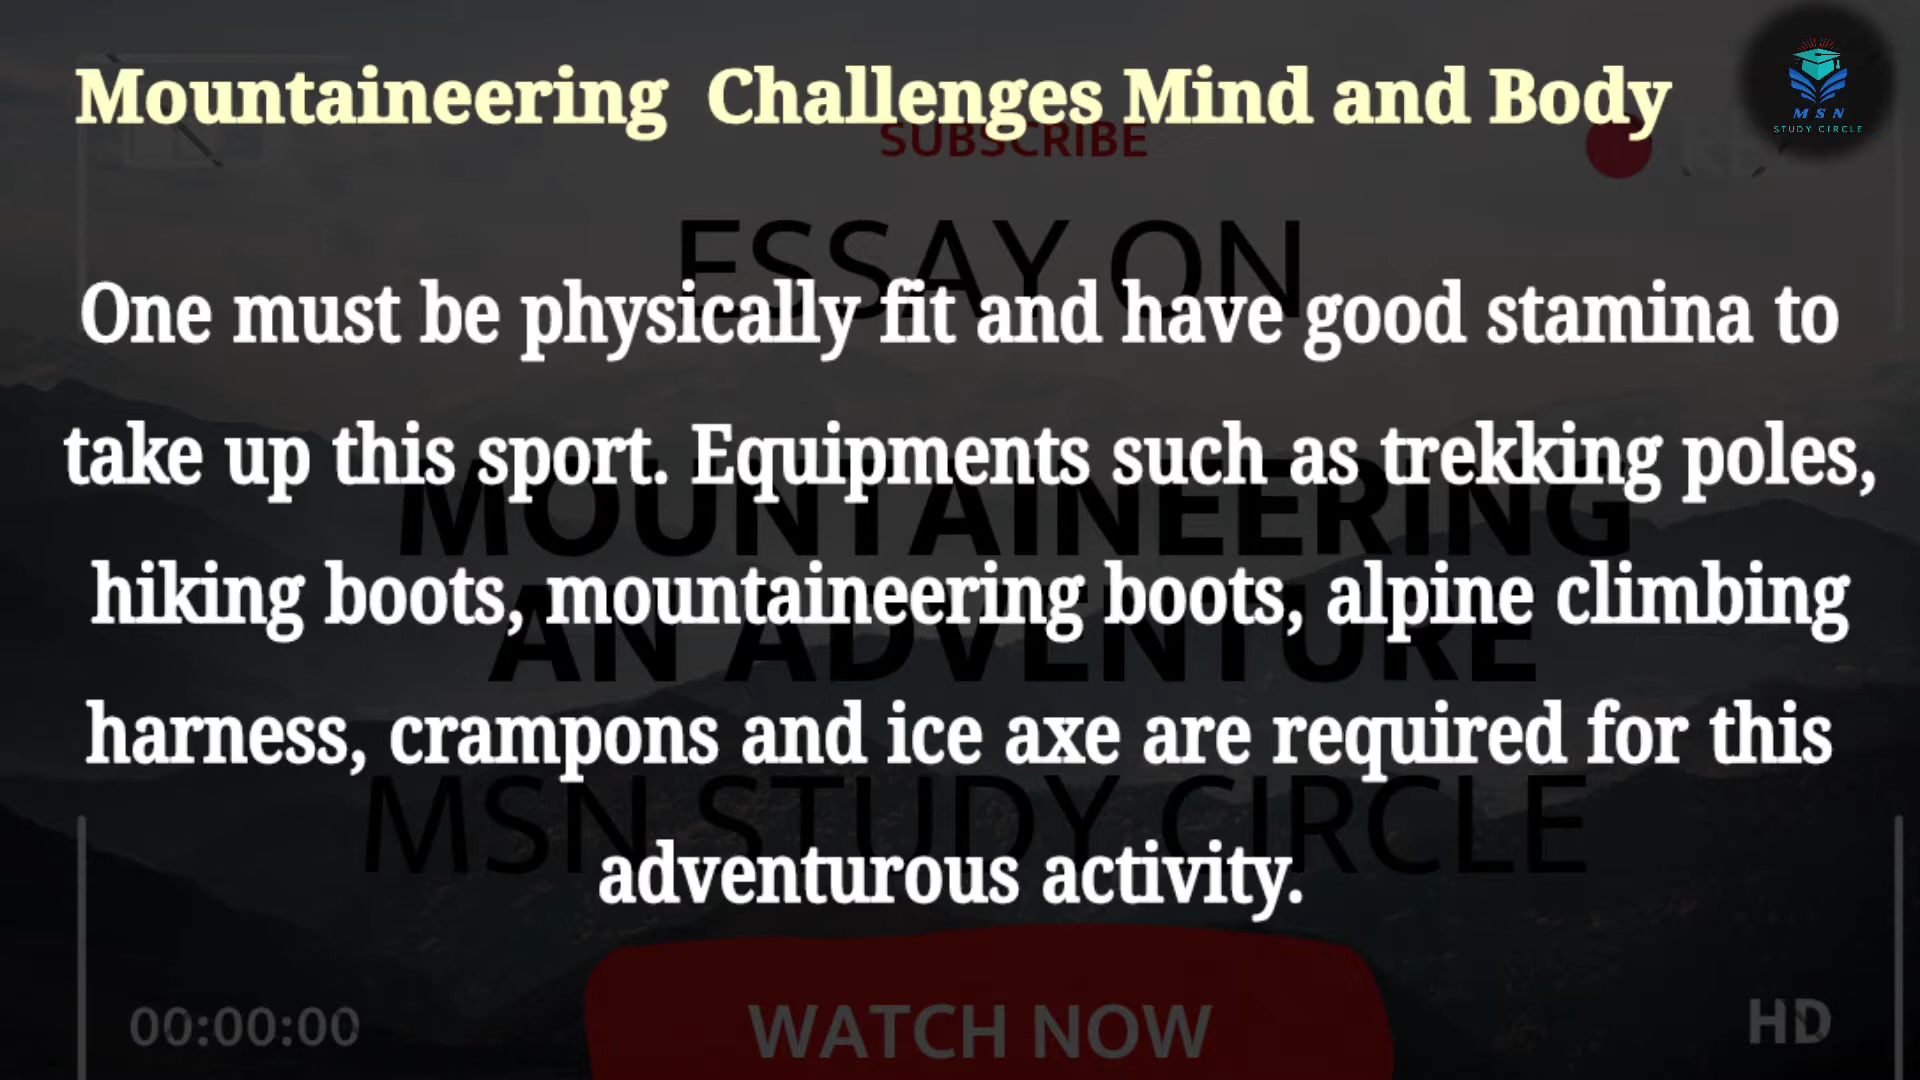 Mountaineering Challenges Mind and Body
M S N
STUDY CIRCLE
SUBSCRIBE
ESSAY ON
One must be physically fit and have good stamina to
take up this sport. Equipments such as trekking poles,
MOUNTAINEERING
hiking boots, mountaineering boots, alpine climbing
AN ADVENTURE
harness, crampons and ice axe are required for this
MSN STUDY CIRCLE
adventurous activity.
00:00:00
WATCH NOW
HD